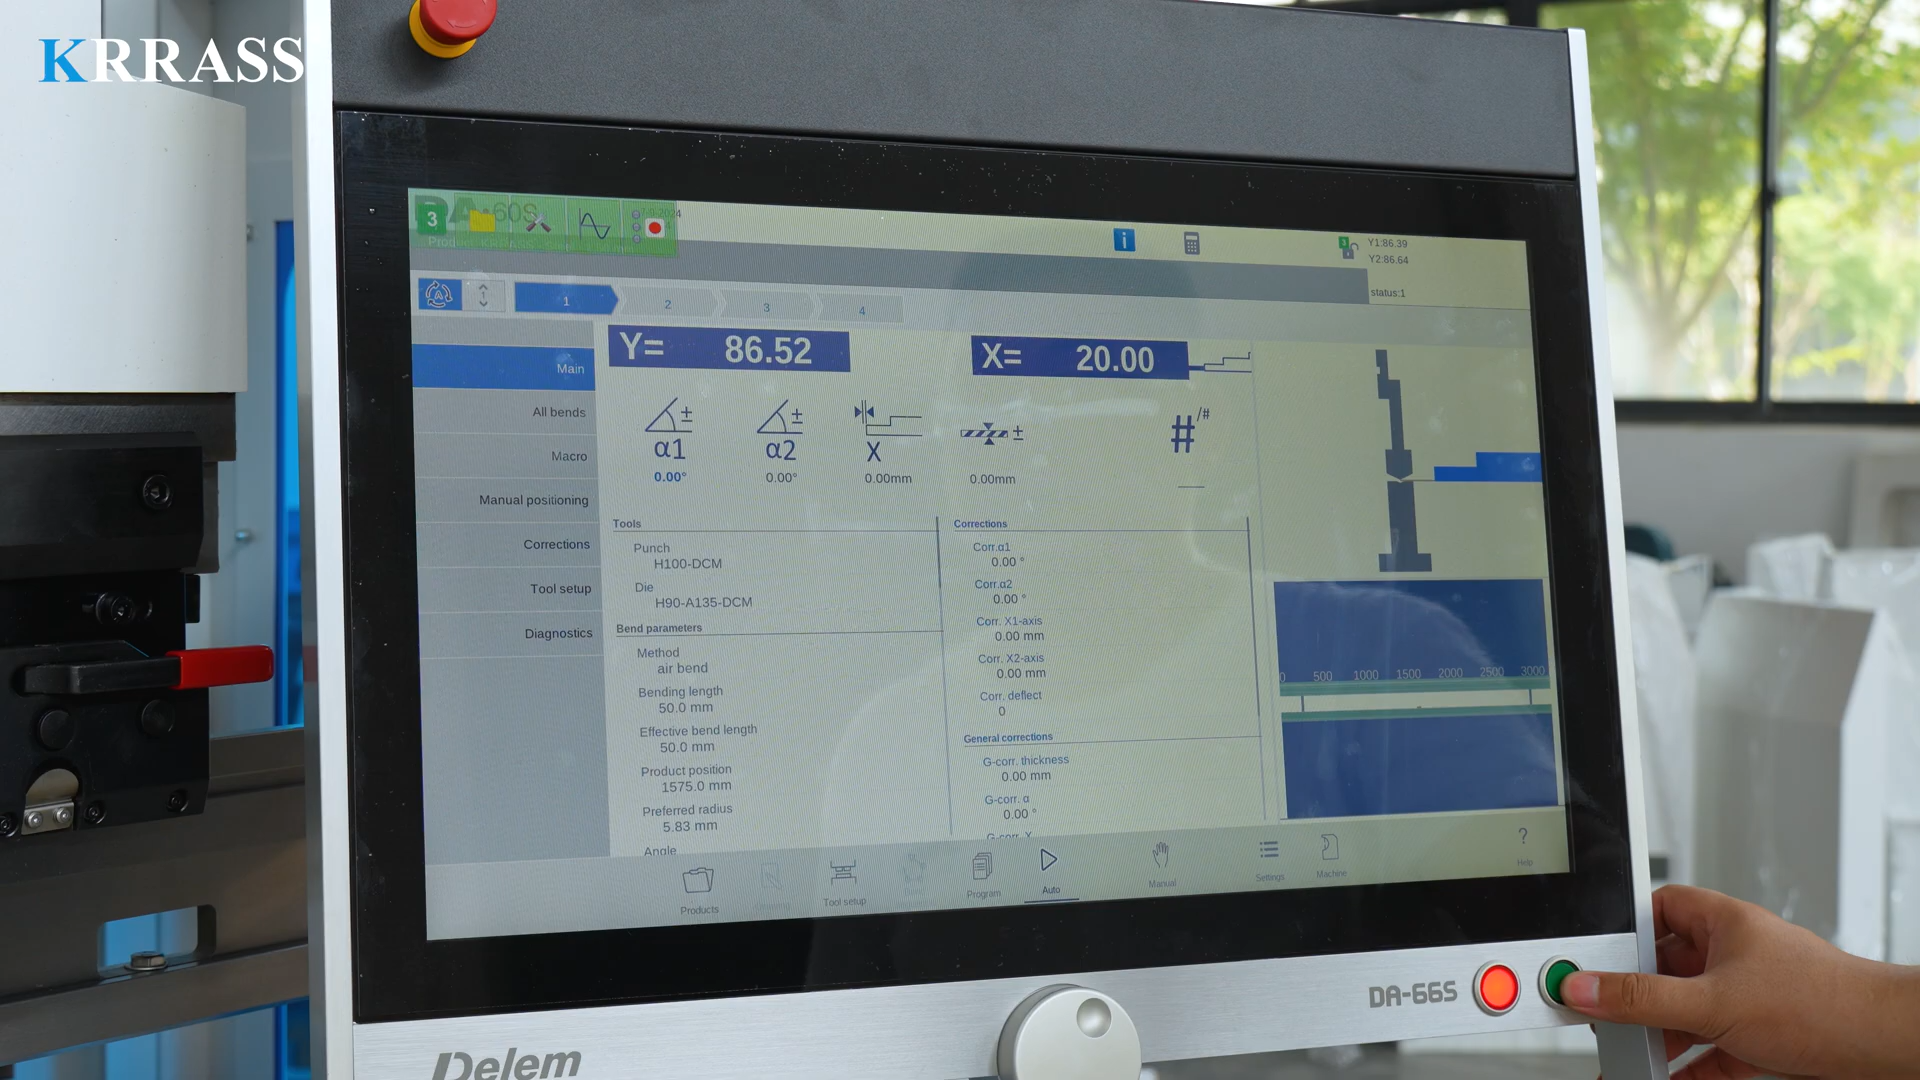 KRRASS
3
DA-60S
Y1:86.39
Y2:86.64
status:1
1
1
2
3
4
Y= 86.52
X= 20.00
Main
All bends
Macro
Manual positioning
Corrections
Tool setup
Diagnostics
±
α1
0.00°
±
α2
0.00°
X
0.00mm
±
0.00mm
#/#
Tools
Punch
H100-DCM
Die
H90-A135-DCM
Bend parameters
Method
air bend
Bending length
50.0 mm
Effective bend length
50.0 mm
Product position
1575.0 mm
Preferred radius
5.83 mm
Angle
Corrections
Corr.α1
0.00 °
Corr.α2
0.00 °
Corr. X1-axis
0.00 mm
Corr. X2-axis
0.00 mm
Corr. deflect
0
General corrections
G-corr. thickness
0.00 mm
G-corr. α
0.00 °
G-corr. X
0 500 1000 1500 2000 2500 3000
Products
Tool setup
Program
Auto
Manual
Settings
Machine
?
Help
DA-66S
Delem